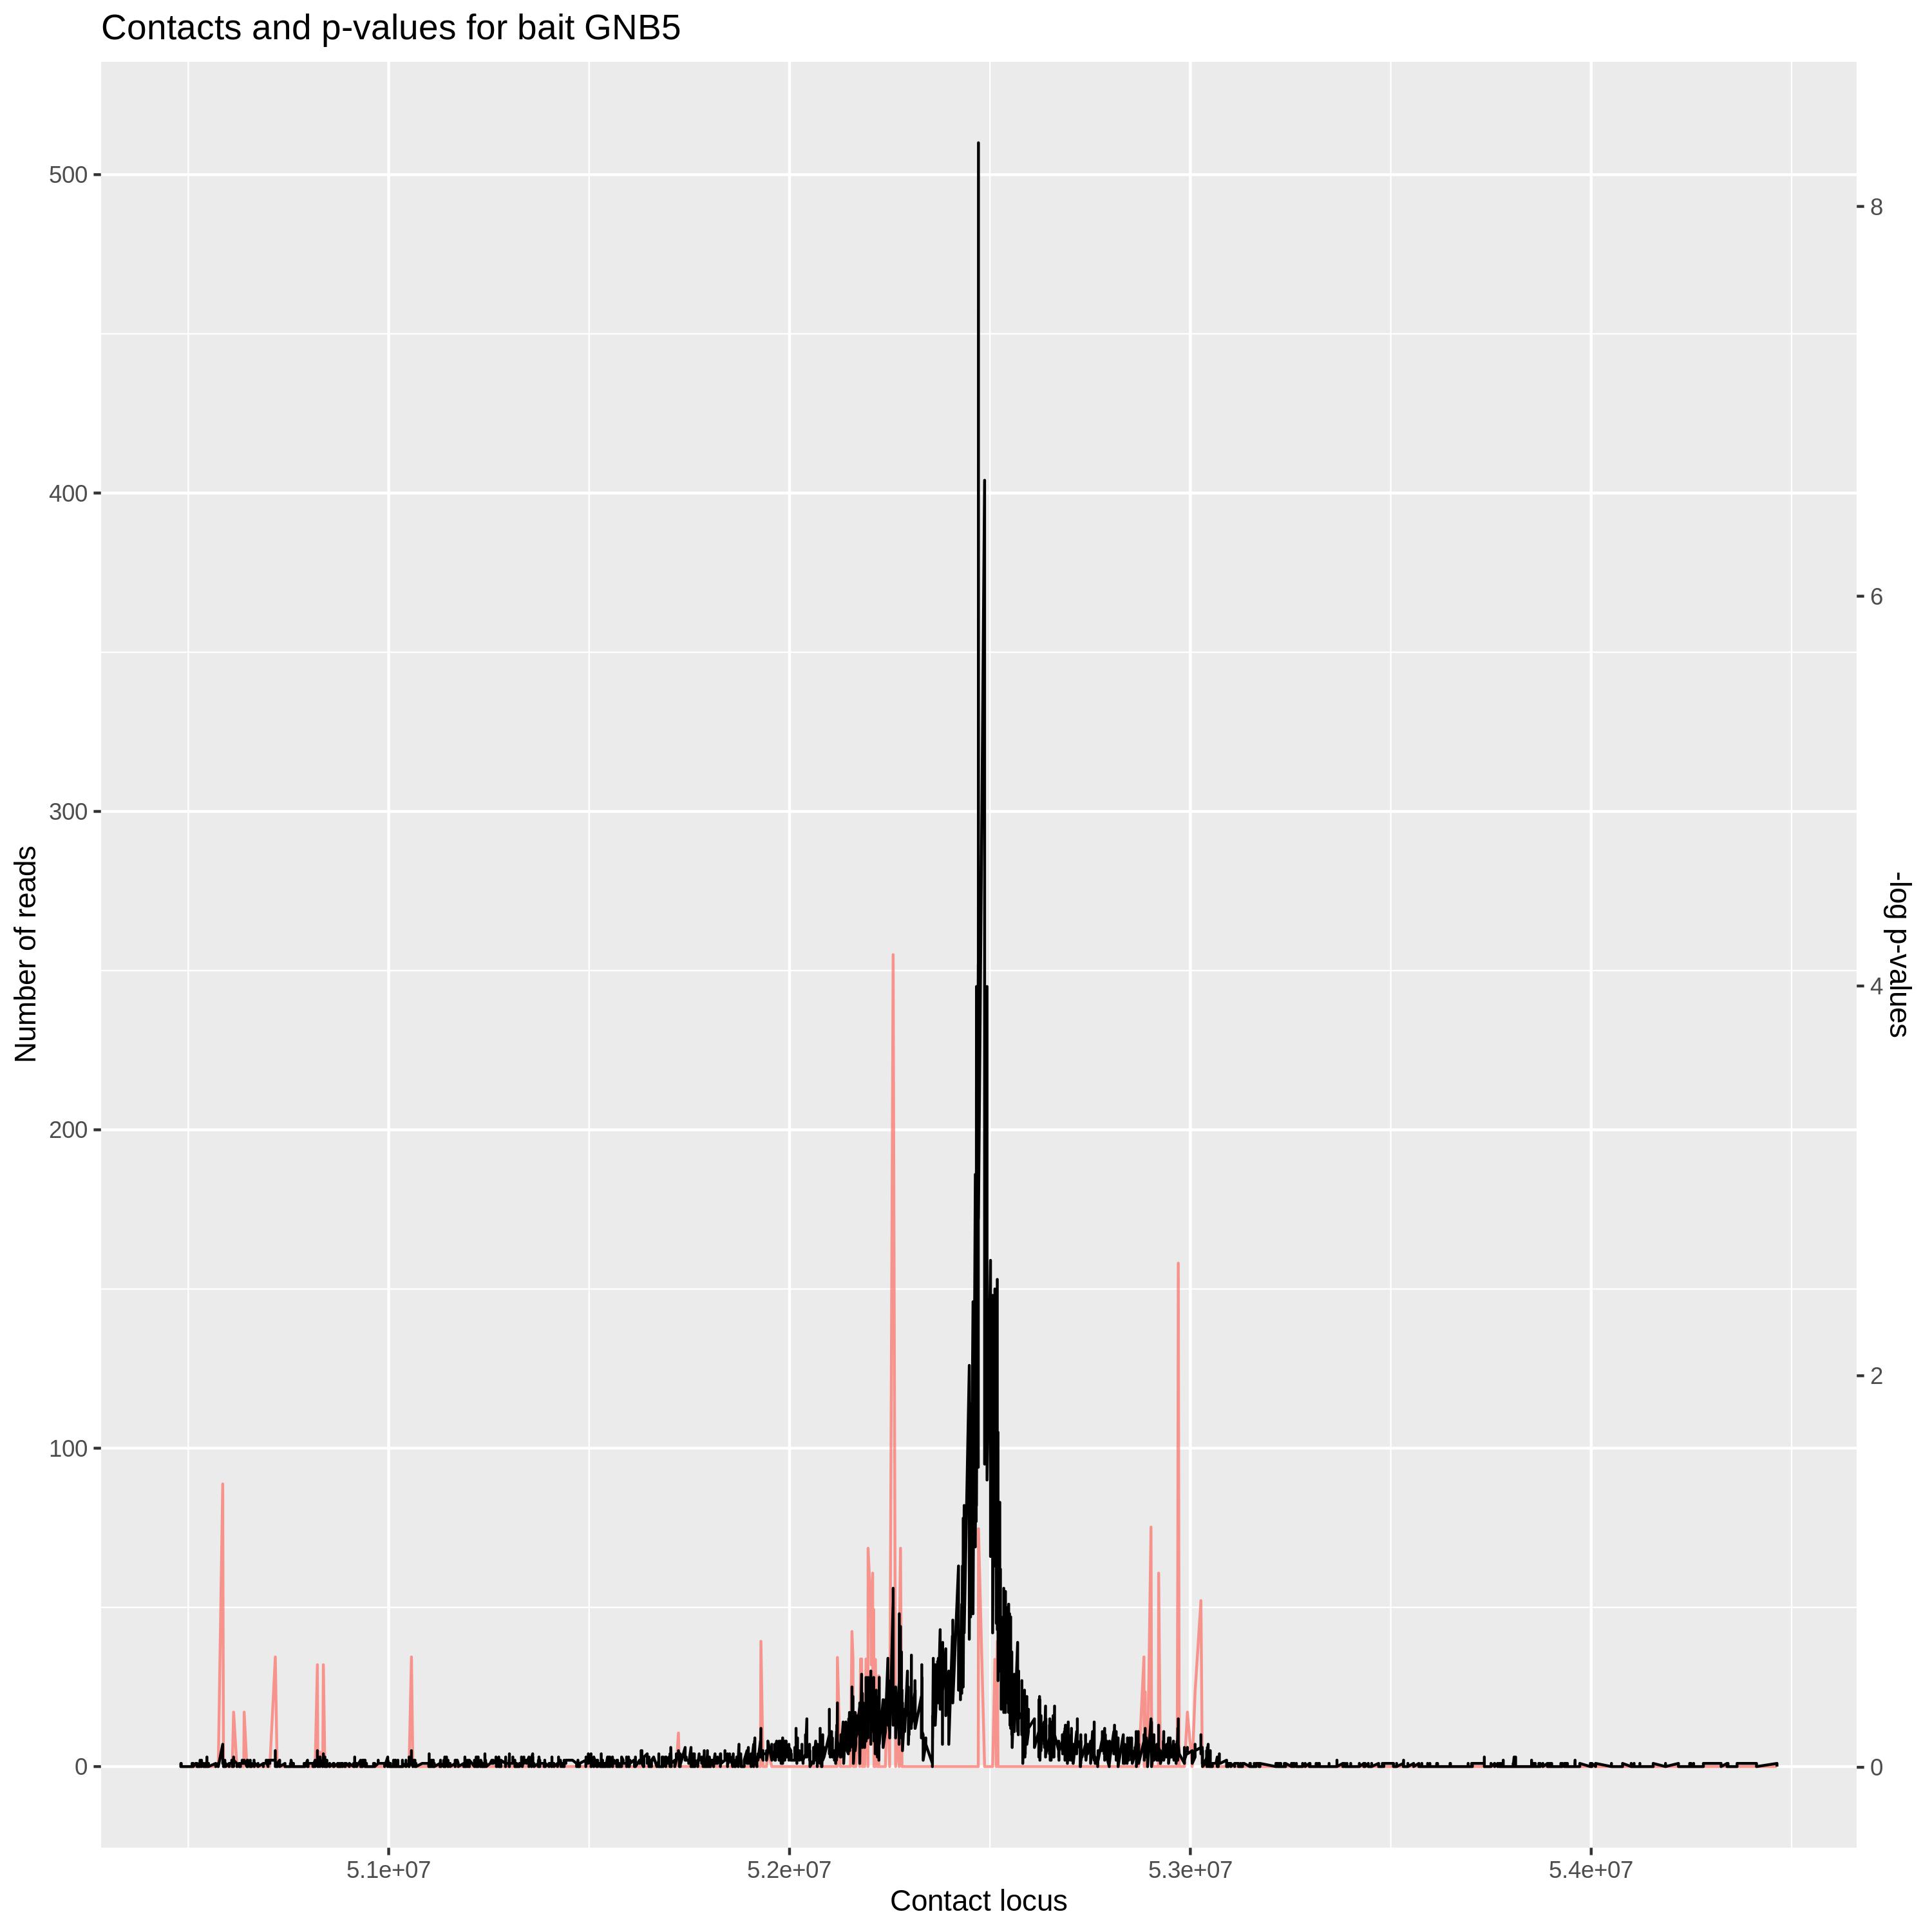 Contacts and p-values for bait GNB5
500
400
300
200
100
0
Number of reads
8
6
4
2
0
-log p-values
5.1e+07
5.2e+07
5.3e+07
5.4e+07
Contact locus